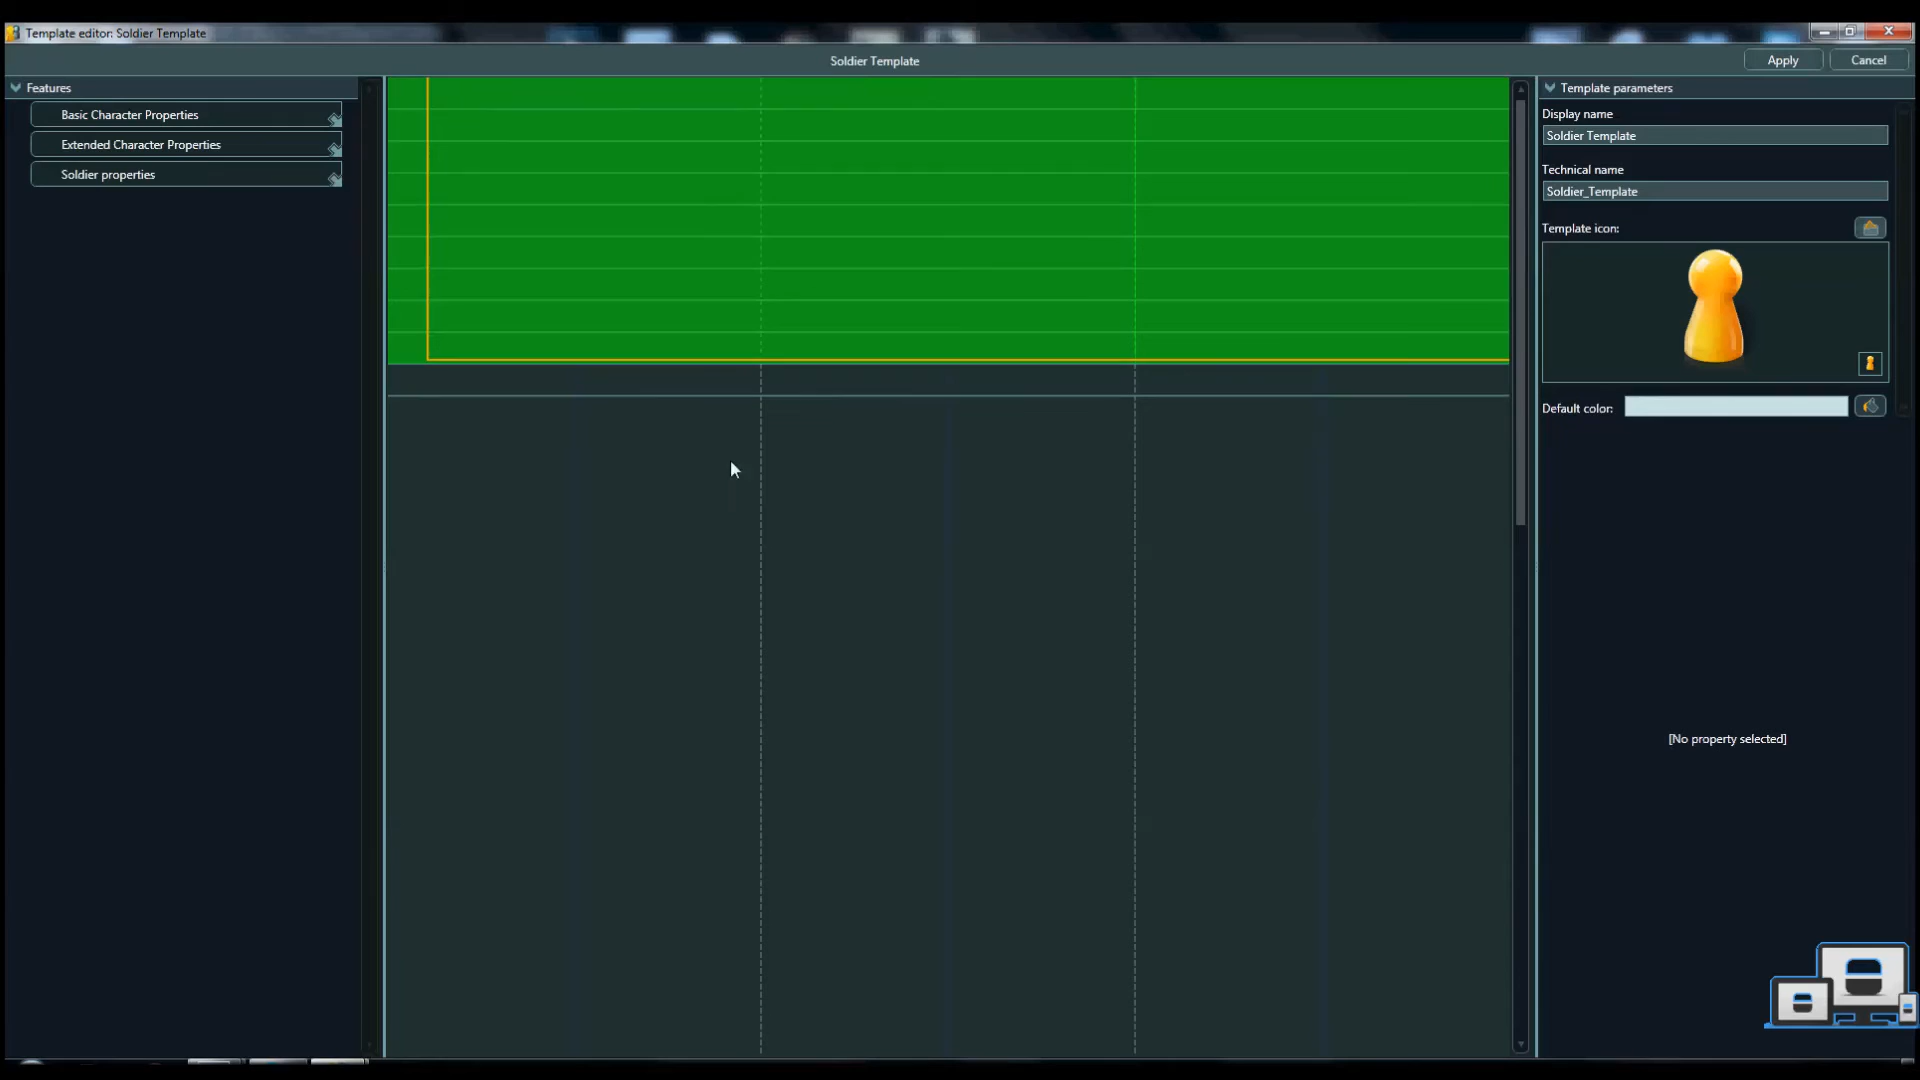 Template editor: Soldier Template
Soldier Template
Apply
Cancel
Features
Basic Character Properties
Extended Character Properties
Soldier properties
Template parameters
Display name
Soldier Template
Technical name
Soldier_Template
Template icon:
Default color:
[No property selected]